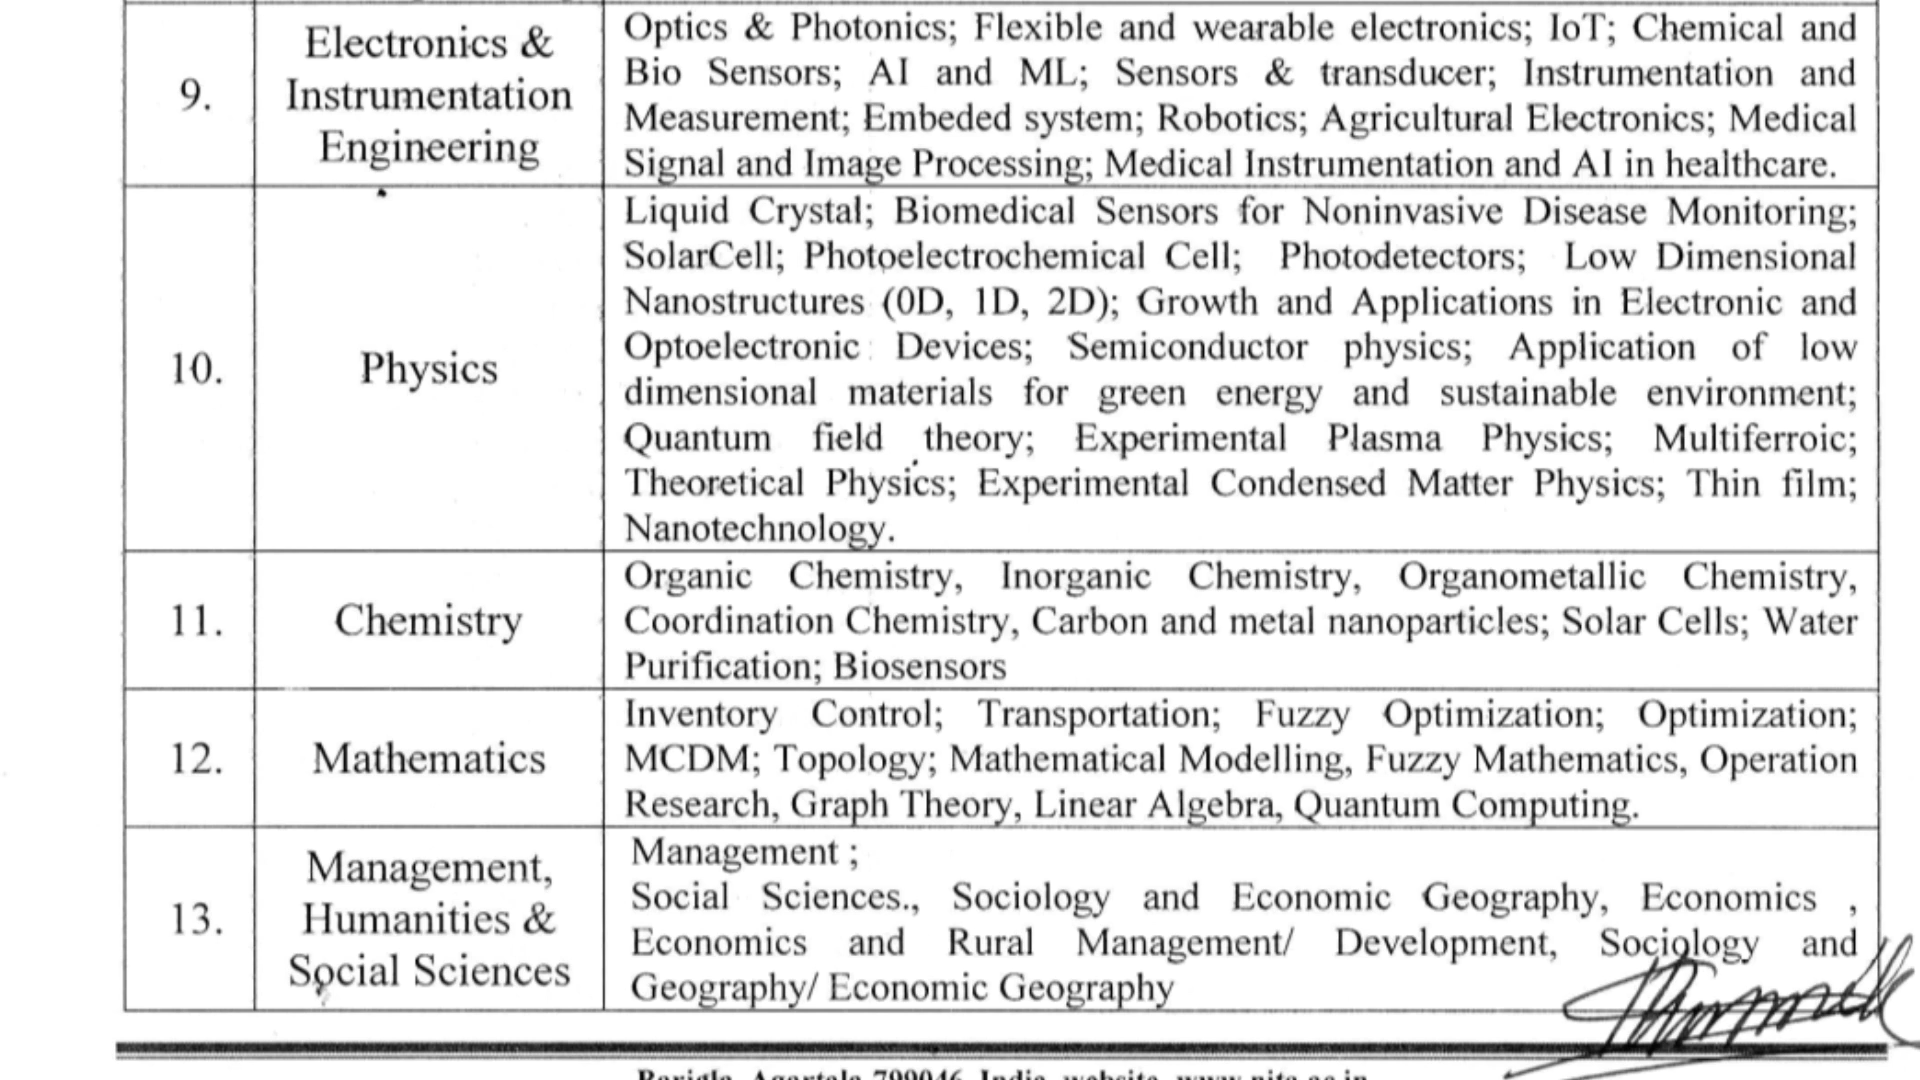 9.
Electronics &
Instrumentation
Engineering
Optics & Photonics; Flexible and wearable electronics; IoT; Chemical and
Bio Sensors; AI and ML; Sensors & transducer; Instrumentation and
Measurement; Embeded system; Robotics; Agricultural Electronics; Medical
Signal and Image Processing; Medical Instrumentation and AI in healthcare.
10.
Physics
Liquid Crystal; Biomedical Sensors for Noninvasive Disease Monitoring;
SolarCell; Photoelectrochemical Cell; Photodetectors; Low Dimensional
Nanostructures (0D, 1D, 2D); Growth and Applications in Electronic and
Optoelectronic Devices; Semiconductor physics; Application of low
dimensional materials for green energy and sustainable environment;
Quantum field theory; Experimental Plasma Physics; Multiferroic;
Theoretical Physics; Experimental Condensed Matter Physics; Thin film;
Nanotechnology.
11.
Chemistry
Organic Chemistry, Inorganic Chemistry, Organometallic Chemistry,
Coordination Chemistry, Carbon and metal nanoparticles; Solar Cells; Water
Purification; Biosensors
12.
Mathematics
Inventory Control; Transportation; Fuzzy Optimization; Optimization;
MCDM; Topology; Mathematical Modelling, Fuzzy Mathematics, Operation
Research, Graph Theory, Linear Algebra, Quantum Computing.
13.
Management,
Humanities &
Social Sciences
Management ;
Social Sciences., Sociology and Economic Geography, Economics ,
Economics and Rural Management/ Development, Sociology and
Geography/ Economic Geography
Agartala 799046, India, website